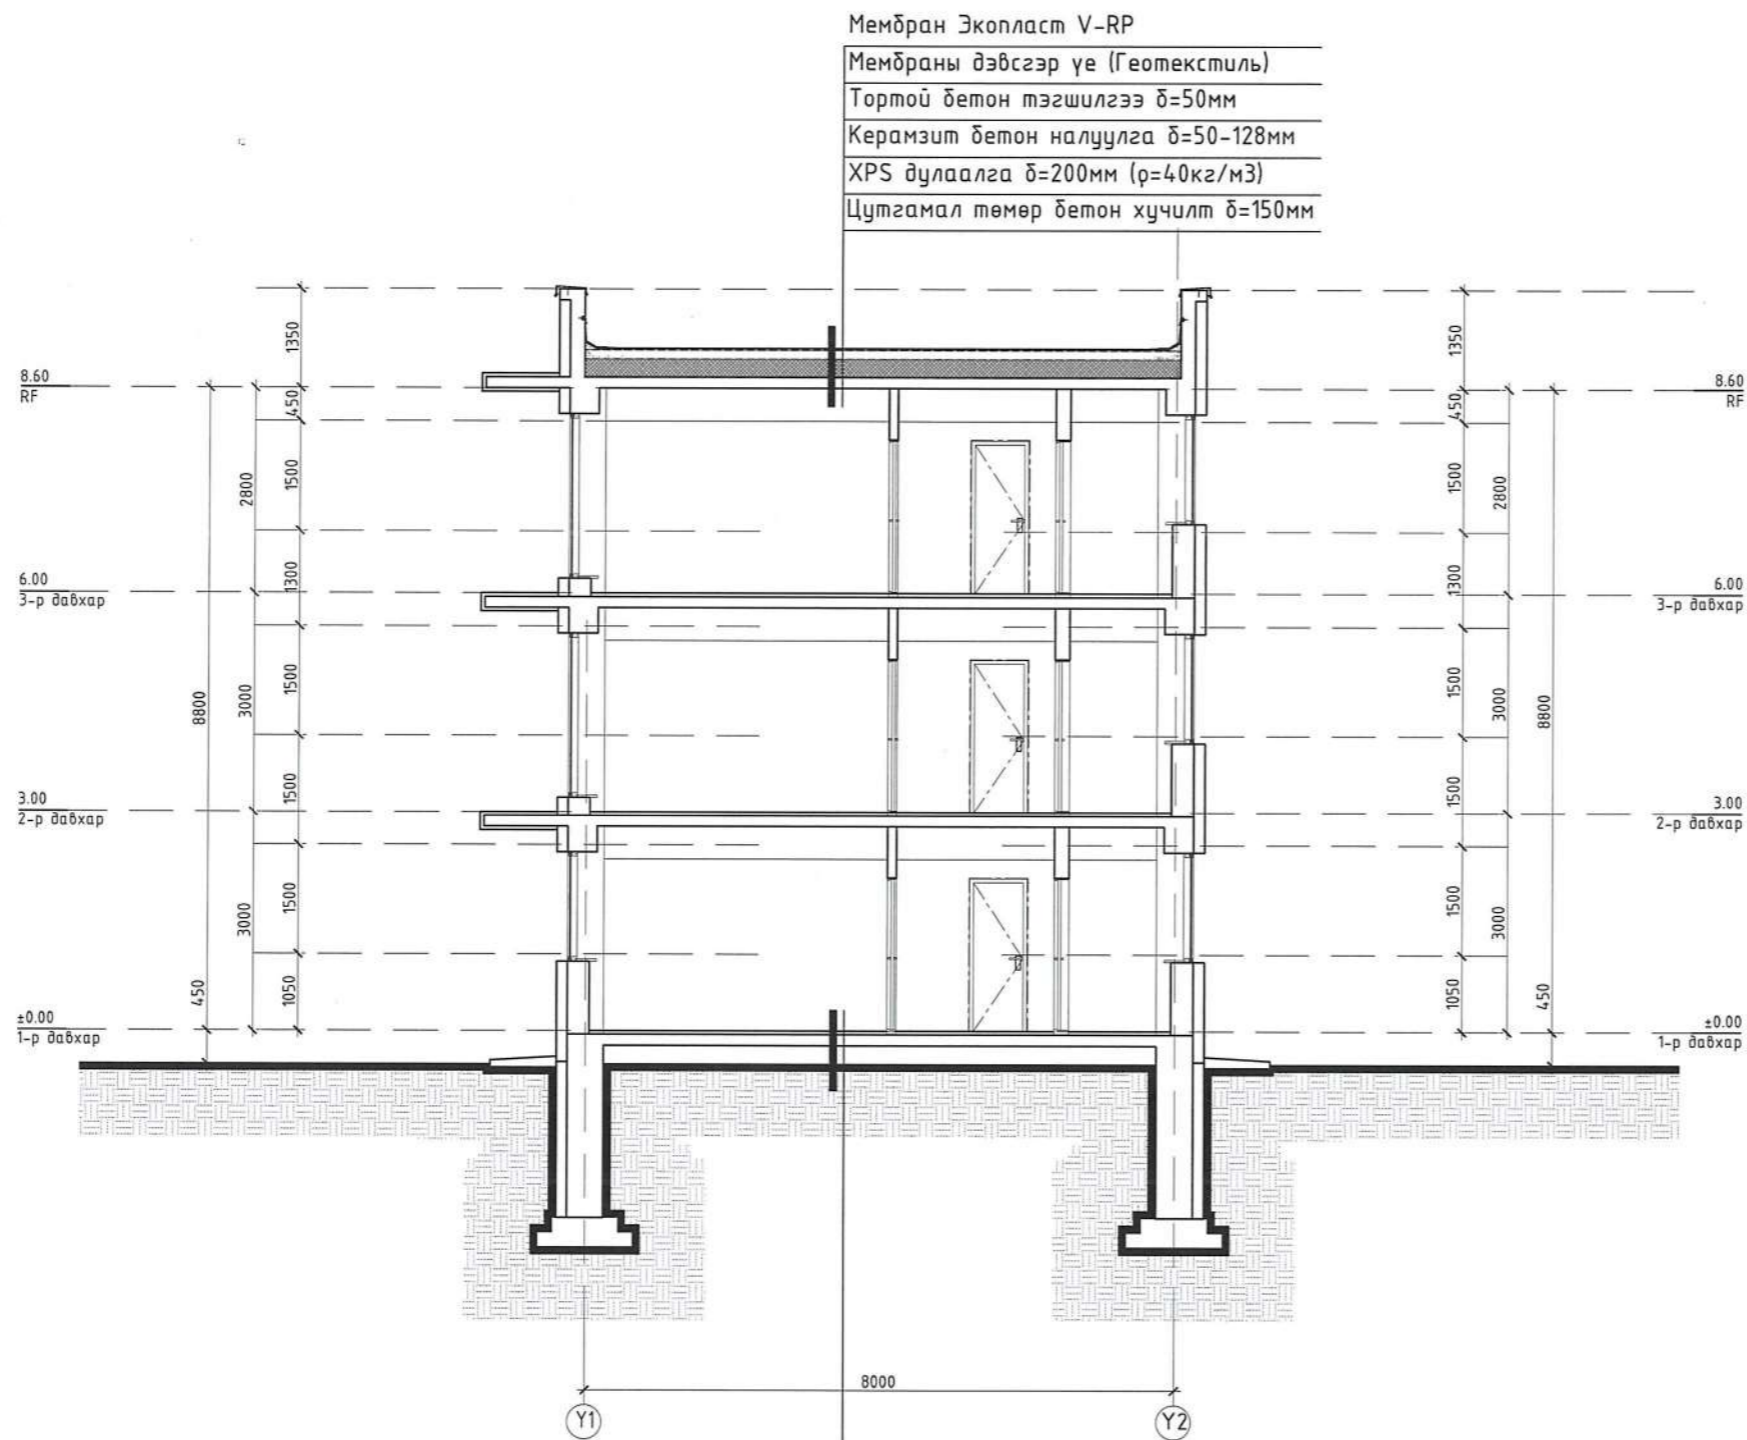 Мембран Экопласт V-RP
Мембраны дэвсгэр үе (Геотекстиль)
Тортой бетон тэгшилгээ δ=50мм
Керамзит бетон налуулга δ=50-128мм
XPS дулаалга δ=200мм (ρ=40кг/м3)
Цутгамал төмөр бетон хучилт δ=150мм
1350
1350
8.60
RF
8.60
RF
450
450
1500
2800
1500
2800
6.00
3-р давхар
1300
1300
6.00
3-р давхар
8800
3000
1500
1500
3000
8800
3.00
2-р давхар
1500
1500
3.00
2-р давхар
3000
1500
1500
3000
450
1050
1050
450
±0.00
1-р давхар
±0.00
1-р давхар
8000
Y1
Y2